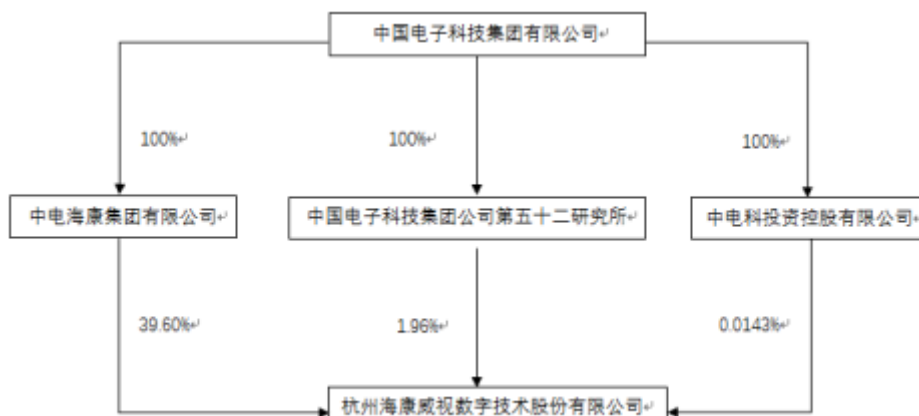 中国电子科技集团有限公司↵
100%↵
100%↵
100%↵
中电海康集团有限公司↵
中国电子科技集团公司第五十二研究所↵
中电科投资控股有限公司↵
39.60%↵
1.96%↵
0.0143%↵
杭州海康威视数字技术股份有限公司↵